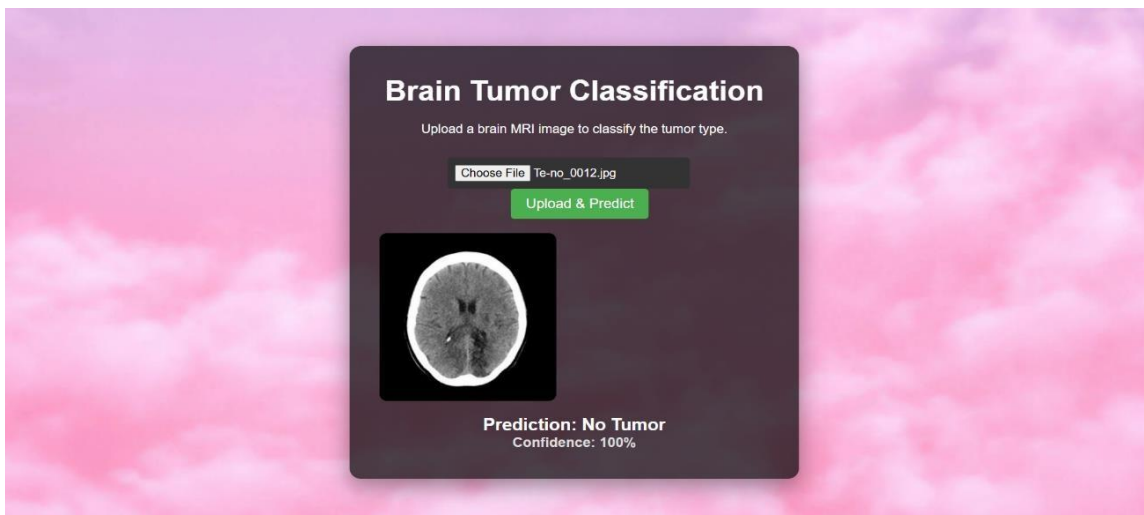 Brain Tumor Classification
Upload a brain MRI image to classify the tumor type.
Choose File Te-no_0012.jpg
Upload & Predict
Prediction: No Tumor
Confidence: 100%